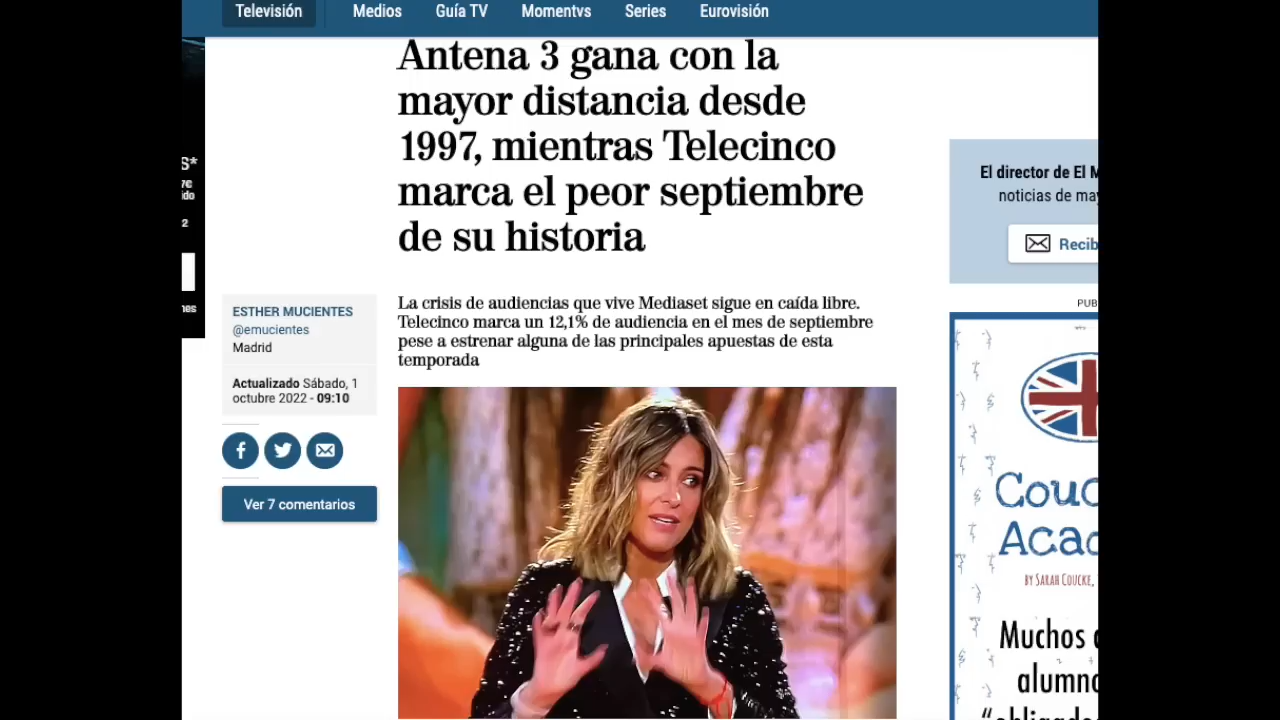 Televisión
Medios
Guía TV
Momentvs
Series
Eurovisión
Antena 3 gana con la
mayor distancia desde
1997, mientras Telecinco
marca el peor septiembre
de su historia
La crisis de audiencias que vive Mediaset sigue en caída libre.
Telecinco marca un 12,1% de audiencia en el mes de septiembre
pese a estrenar alguna de las principales apuestas de esta
temporada
ESTHER MUCIENTES
@emucientes
Madrid
Actualizado Sábado, 1
octubre 2022 - 09:10
Ver 7 comentarios
S*
2
El director de El M
noticias de may
Recib
PUB
Couc
Acad
BY SARAH COUCKE,
Muchos
alumno
"obligados